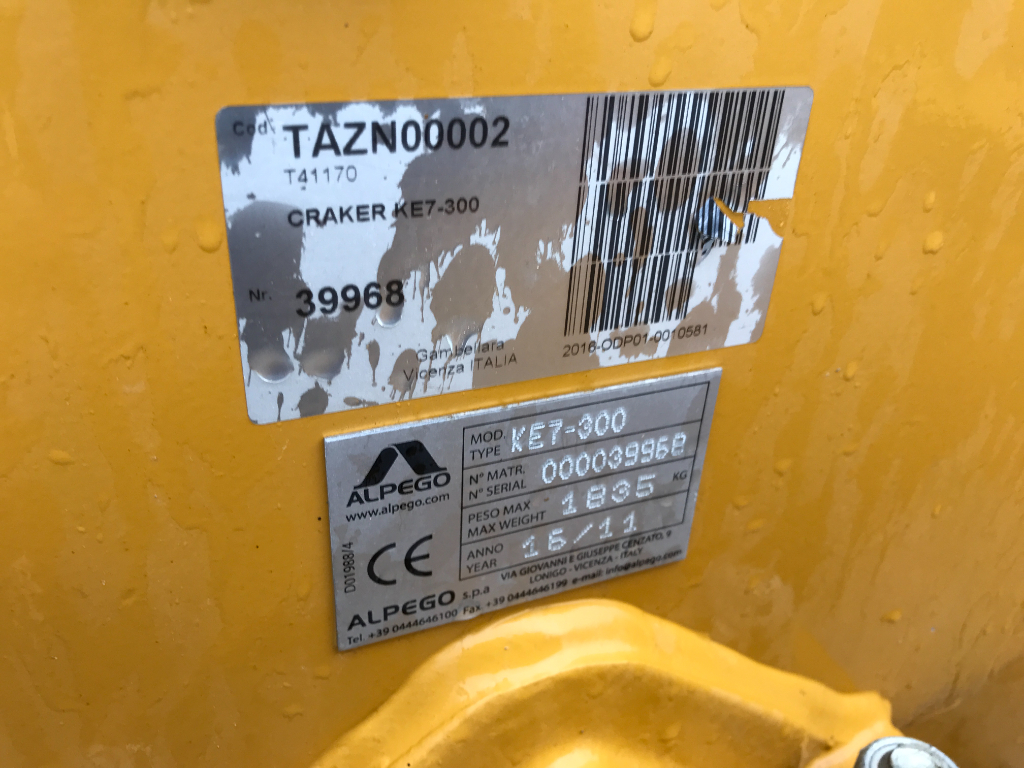 Cod. TAZN00002
T41170
CRAKER KE7-300
Nr. 39968
Gambellara
Vicenza ITALIA
2016-ODP01-0010581
ALPEGO
www.alpego.com
MOD. TYPE KE7-300
N° MATR. N° SERIAL 000039968
PESO MAX MAX WEIGHT 1835 KG
ANNO YEAR 16/11
D01988/4
CE
VIA GIOVANNI E GIUSEPPE CENZATO, 9
LONIGO - VICENZA - ITALY
ALPEGO s.p.a
Tel. +39 0444646100 Fax. +39 0444646199 e-mail: info@alpego.com